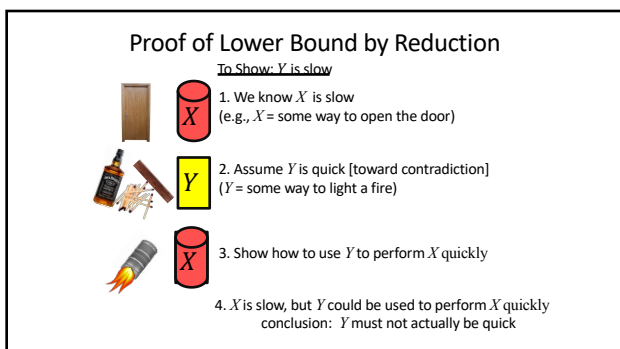 Proof of Lower Bound by Reduction
To Show: Y is slow
X
1. We know X is slow
(e.g., X = some way to open the door)
Y
2. Assume Y is quick [toward contradiction]
(Y = some way to light a fire)
X
3. Show how to use Y to perform X quickly
4. X is slow, but Y could be used to perform X quickly
conclusion: Y must not actually be quick